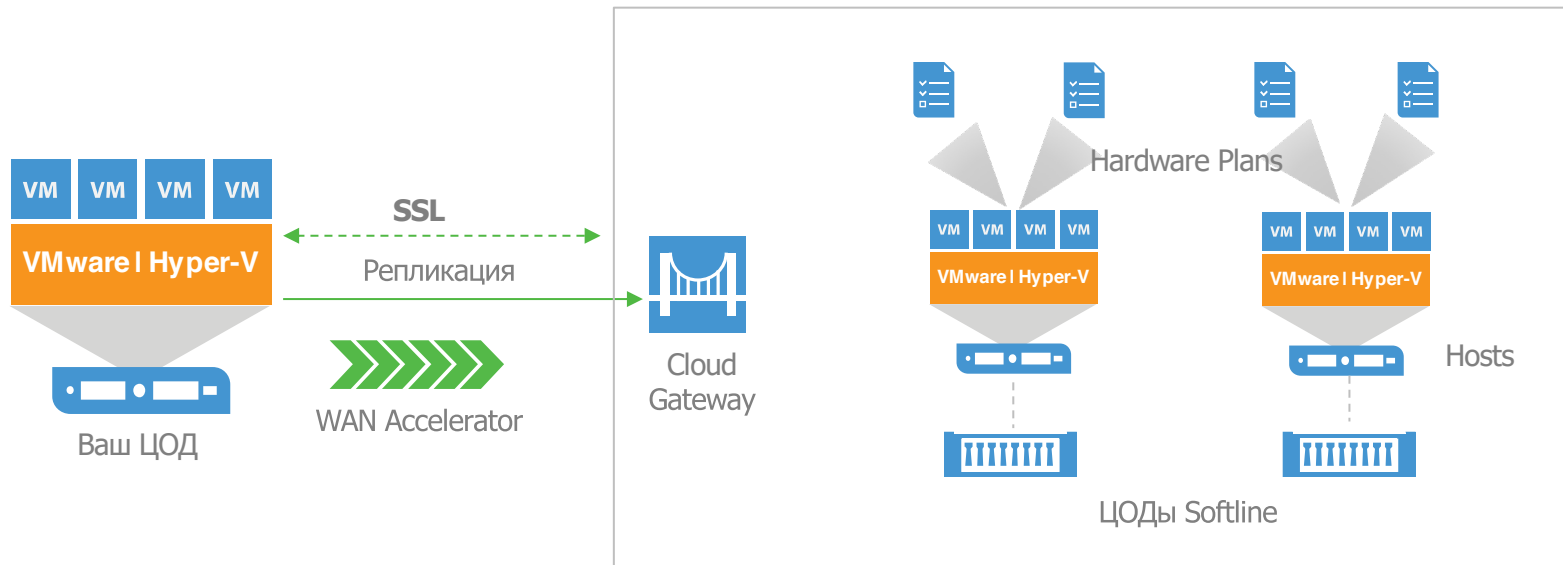 VM VM VM VM
VMware | Hyper-V
Ваш ЦОД
SSL
Репликация
WAN Accelerator
Cloud
Gateway
Hardware Plans
VM VM VM VM
VMware | Hyper-V
VM VM VM VM
VMware | Hyper-V
Hosts
ЦОДы Softline